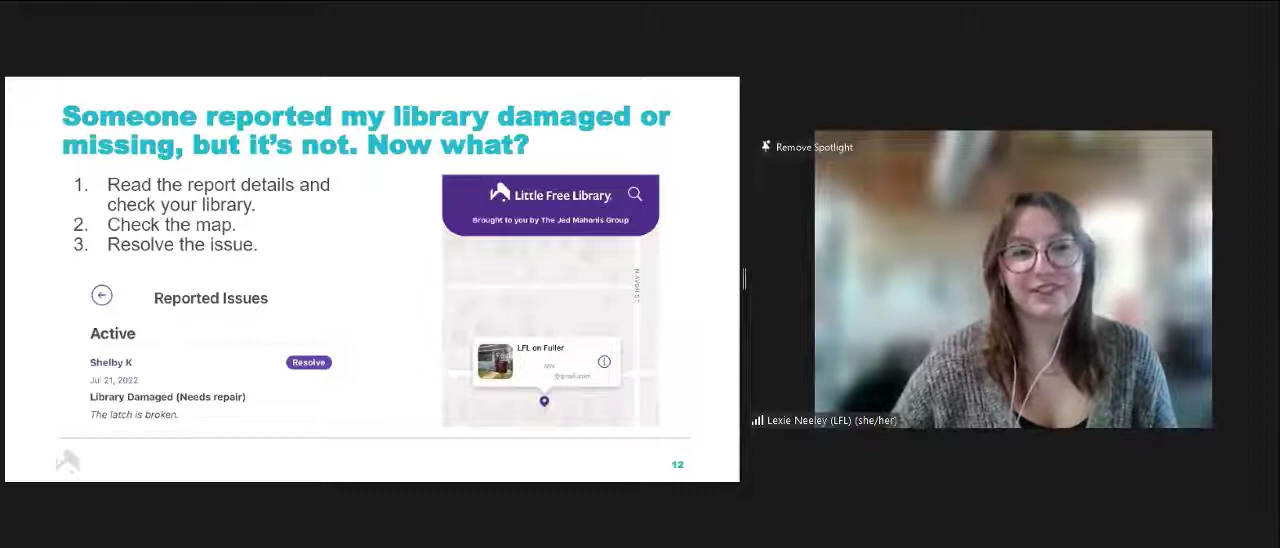 Someone reported my library damaged or
missing, but it's not. Now what?
1. Read the report details and
check your library.
2. Check the map.
3. Resolve the issue.
Reported Issues
Active
Shelby K
Resolve
Jul 21, 2022
Library Damaged (Needs repair)
The latch is broken.
Little Free Library.
Brought to you by The Jed Mahonis Group
LFL on Fuller
MN
@gmail.com
12
Remove Spotlight
Lexie Neeley (LFL) (she/her)